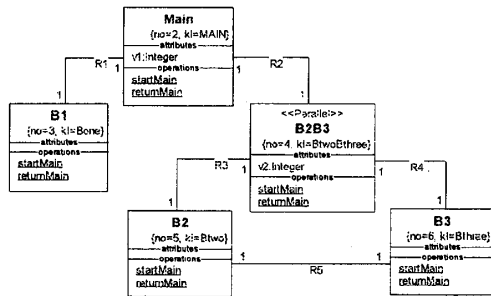 Main
{no=2, kl=MAIN}
attributes
v1:Integer
operations
startMain
returnMain
1
R1
1
1
R2
1
B1
{no=3, kl=Bone}
attributes
operations
startMain
returnMain
<<Parallel>>
B2B3
{no=4, kl=BtwoBthree}
attributes
v2:Integer
operations
startMain
returnMain
1
R3
1
1
R4
1
B2
{no=5, kl=Btwo}
attributes
operations
startMain
returnMain
1
R5
1
B3
{no=6, kl=Bthree}
attributes
operations
startMain
returnMain